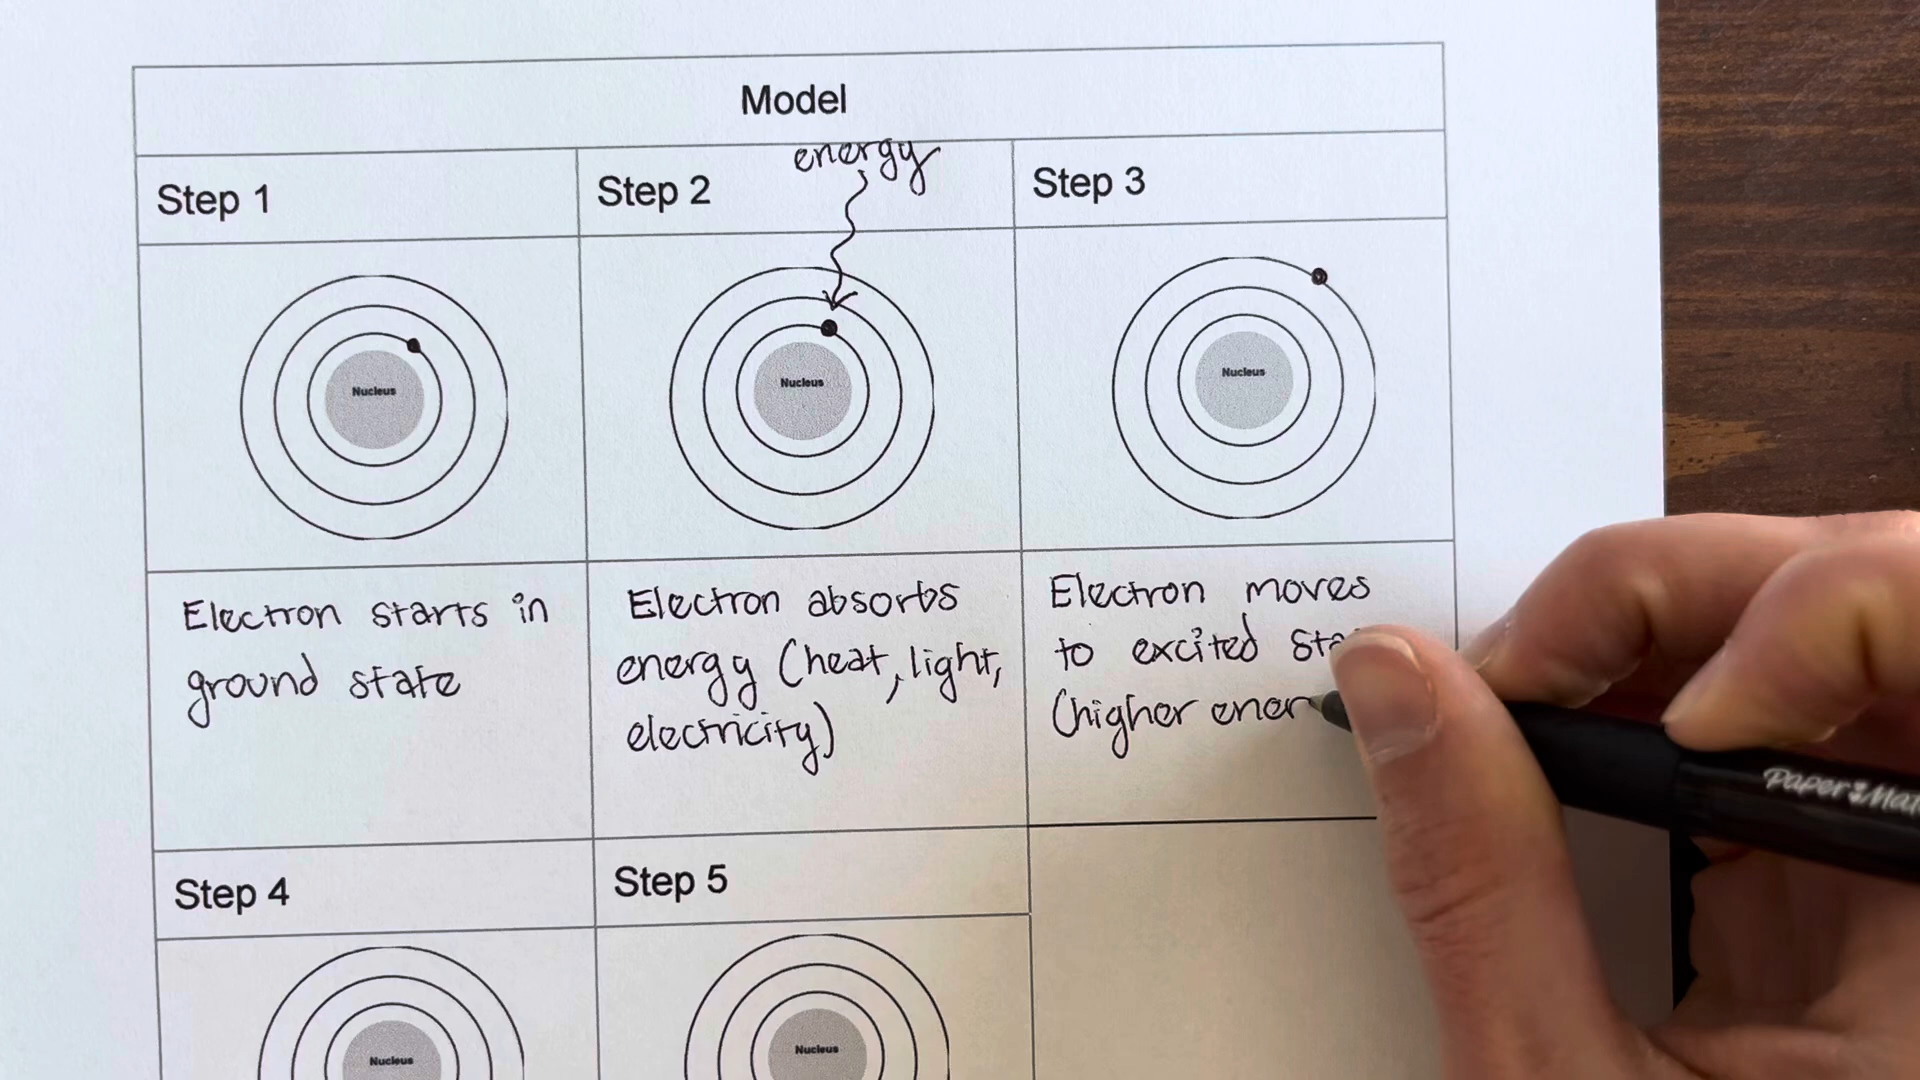 Model
energy
Step 1
Step 2
Step 3
Nucleus
Nucleus
Nucleus
Electron starts in
ground state
Electron absorbs
energy (heat, light,
electricity)
Electron moves
to excited
(higher
Step 4
Step 5
Nucleus
Nucleus